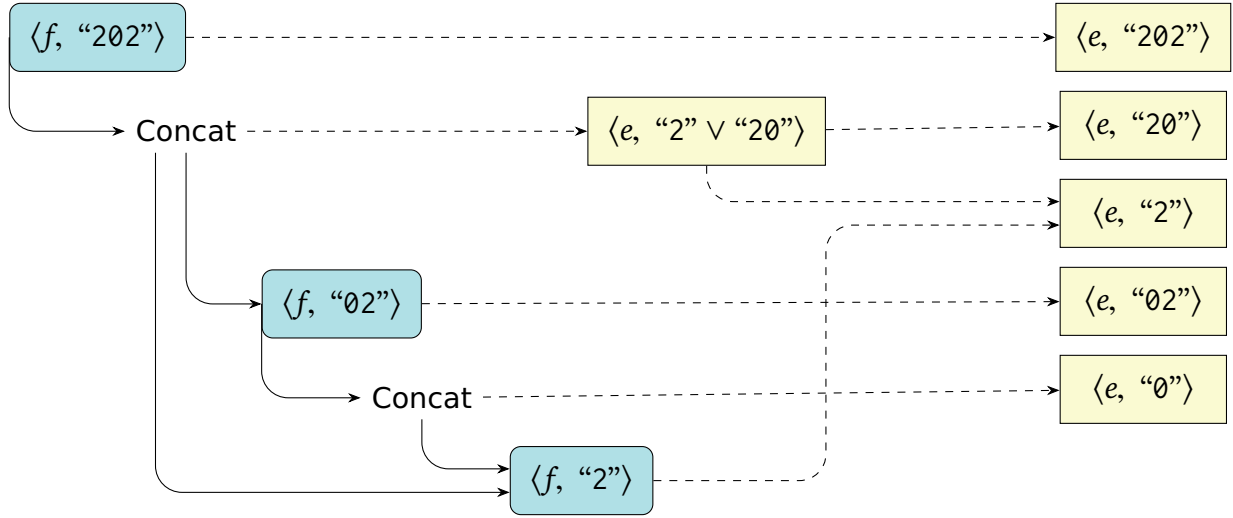 ⟨f, “202”⟩
⟨e, “202”⟩
Concat
⟨e, “2” ∨ “20”⟩
⟨e, “20”⟩
⟨e, “2”⟩
⟨f, “02”⟩
⟨e, “02”⟩
Concat
⟨e, “0”⟩
⟨f, “2”⟩